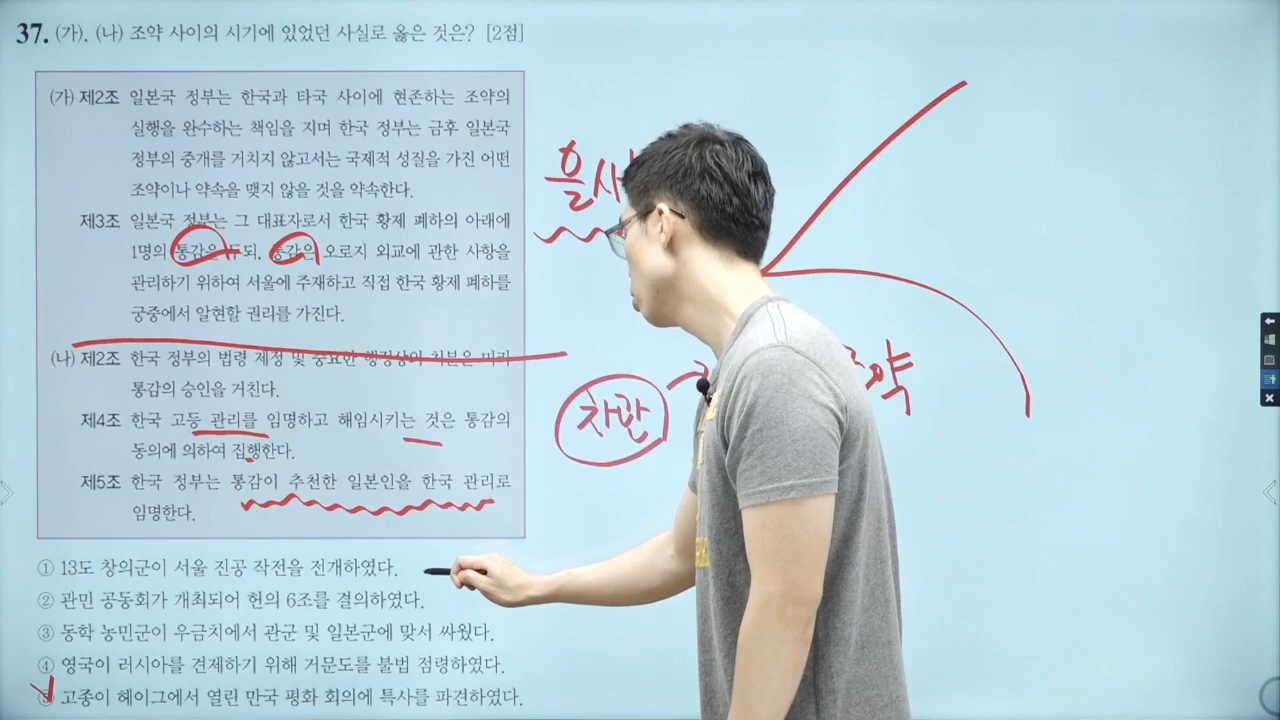 37. (가), (나) 조약 사이의 시기에 있었던 사실로 옳은 것은? [2점]
(가) 제2조 일본국 정부는 한국과 타국 사이에 현존하는 조약의
실행을 완수하는 책임을 지며 한국 정부는 금후 일본국
정부의 중개를 거치지 않고서는 국제적 성질을 가진 어떤
조약이나 약속을 맺지 않을 것을 약속한다.
제3조 일본국 정부는 그 대표자로서 한국 황제 폐하의 아래에
1명의 통감을 두되, 통감은 오로지 외교에 관한 사항을
관리하기 위하여 서울에 주재하고 직접 한국 황제 폐하를
궁중에서 알현할 권리를 가진다.
(나) 제2조 한국 정부의 법령 제정 및 중요한 행정상의 처분은 미리
통감의 승인을 거친다.
제4조 한국 고등 관리를 임명하고 해임시키는 것은 통감의
동의에 의하여 집행한다.
제5조 한국 정부는 통감이 추천한 일본인을 한국 관리로
임명한다.
① 13도 창의군이 서울 진공 작전을 전개하였다.
② 관민 공동회가 개최되어 헌의 6조를 결의하였다.
③ 동학 농민군이 우금치에서 관군 및 일본군에 맞서 싸웠다.
④ 영국이 러시아를 견제하기 위해 거문도를 불법 점령하였다.
⑤ 고종이 헤이그에서 열린 만국 평화 회의에 특사를 파견하였다.
을사
차관
약